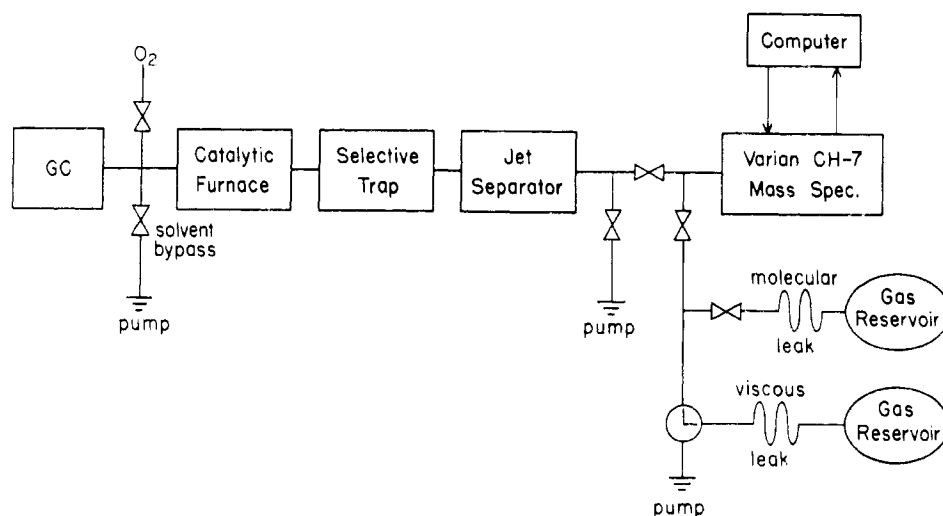 Computer
O2
GC
Catalytic
Furnace
Selective
Trap
Jet
Separator
Varian CH-7
Mass Spec.
solvent
bypass
pump
pump
molecular
leak
Gas
Reservoir
viscous
leak
Gas
Reservoir
pump